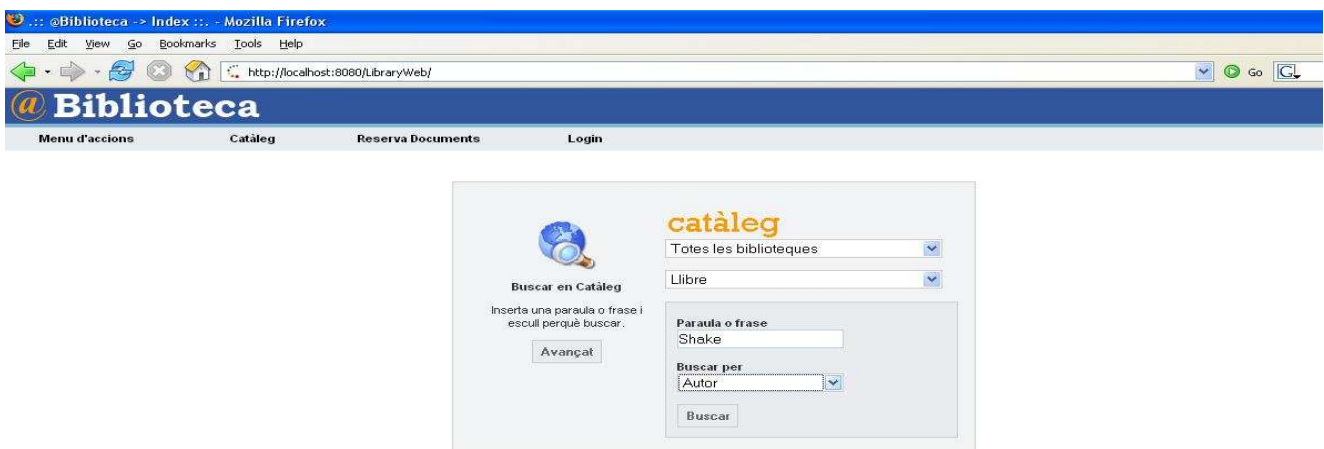 .:: @Biblioteca -> Index ::. - Mozilla Firefox
File Edit View Go Bookmarks Tools Help
http://localhost:8080/LibraryWeb/ Go G
@ Biblioteca
Menu d'accions Catàleg Reserva Documents Login
catàleg
Totes les biblioteques
Llibre
Buscar en Catàleg
Inserta una paraula o frase i
escull perquè buscar.
Avançat
Paraula o frase
Shake
Buscar per
Autor
Buscar